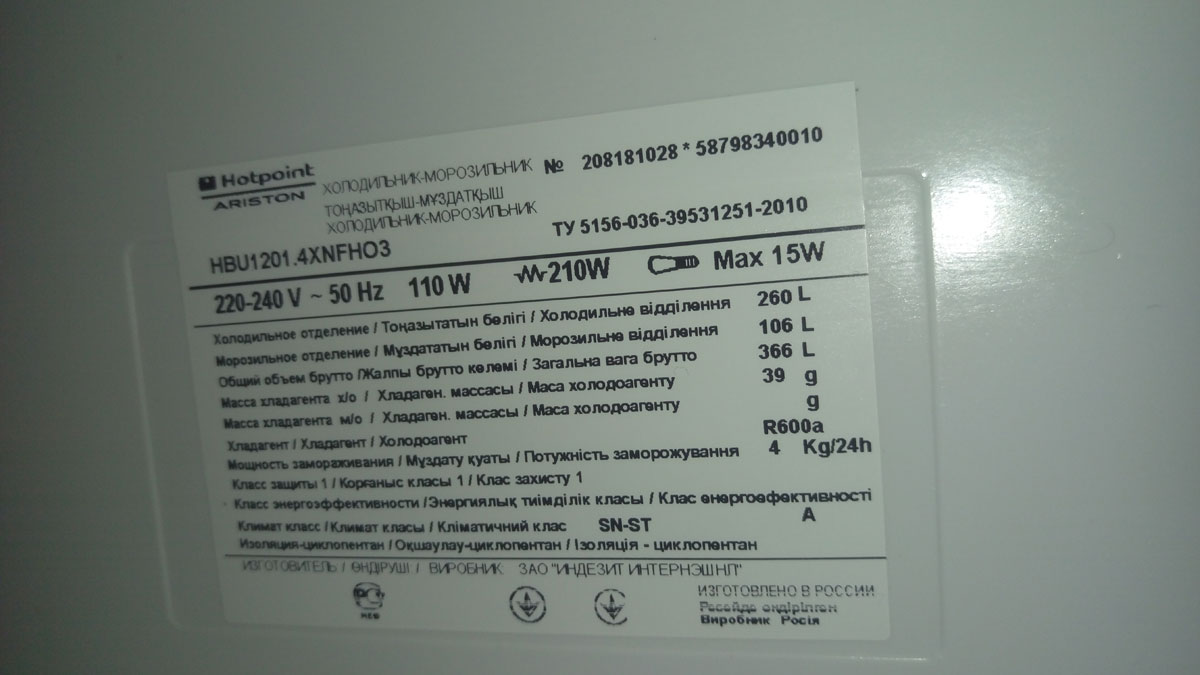 Hotpoint
ARISTON
ХОЛОДИЛЬНИК-МОРОЗИЛЬНИК
ТОҢАЗЫТҚЫШ-МҰЗДАТҚЫШ
ХОЛОДИЛЬНИК-МОРОЗИЛЬНИК
№ 208181028 * 58798340010
ТУ 5156-036-39531251-2010
HBU1201.4XNFHO3
220-240 V ~ 50 Hz 110 W 210W Max 15W
Холодильное отделение / Тоңазытатын бөлігі / Холодильне відділення 260 L
Морозильное отделение / Мұздататын бөлігі / Морозильне відділення 106 L
Общий объем брутто /Жалпы брутто көлемі / Загальна вага брутто 366 L
Масса хладагента х/о / Хладаген. массасы / Маса холодоагенту 39 g
Масса хладагента м/о / Хладаген. массасы / Маса холодоагенту g
Хладагент / Хладагент / Холодоагент R600a
Мощность замораживания / Мұздату қуаты / Потужність заморожування 4 Kg/24h
Класс защиты 1 / Корғаныс класы 1 / Клас захисту 1
Класс энергоэффективности /Энергиялық тиімділік класы / Клас енергоефективності
A
Климат класс / Климат класы / Кліматичний клас SN-ST
Изоляция-циклопентан / Оқшаулау-циклопентан / Ізоляція - циклопентан
ИЗГОТОВИТЕЛЬ / ӨНДІРУШІ / ВИРОБНИК ЗАО "ИНДЕЗИТ ИНТЕРНЭШНЛ"
ИЗГОТОВЛЕНО В РОССИИ
Ресейде өндірілген
Виробник Росія